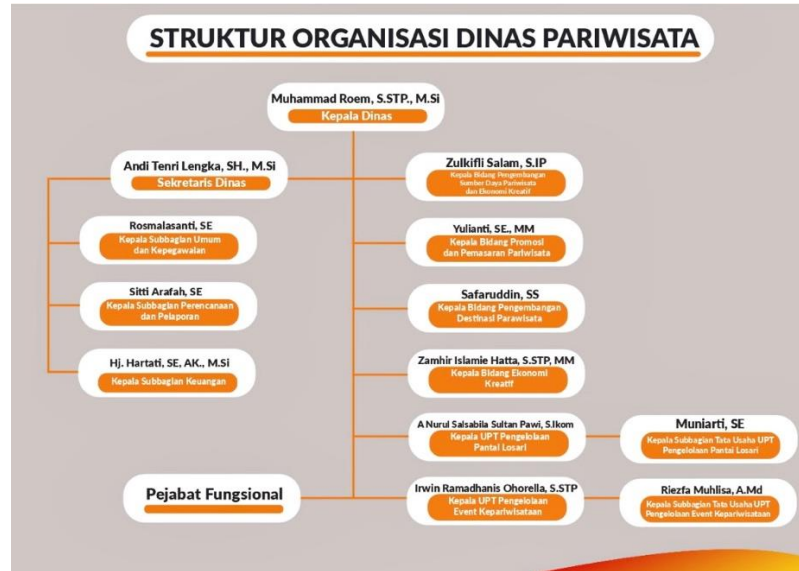 STRUKTUR ORGANISASI DINAS PARIWISATA
Muhammad Roem, S.STP., M.Si
Kepala Dinas
Andi Tenri Lengka, SH., M.Si
Sekretaris Dinas
Rosmalasanti, SE
Kepala Subbagian Umum
dan Kepegawaian
Sitti Arafah, SE
Kepala Subbagian Perencanaan
dan Pelaporan
Hj. Hartati, SE, AK., M.Si
Kepala Subbagian Keuangan
Zulkifli Salam, S.IP
Kepala Bidang Pengembangan
Sumber Daya Pariwisata
dan Ekonomi Kreatif
Yulianti, SE., MM
Kepala Bidang Promosi
dan Pemasaran Pariwisata
Safaruddin, SS
Kepala Bidang Pengembangan
Destinasi Parawisata
Zamhir Islamie Hatta, S.STP, MM
Kepala Bidang Ekonomi
Kreatif
A Nurul Salsabila Sultan Pawi, S.Ikom
Kepala UPT Pengelolaan
Pantai Losari
Muniarti, SE
Kepala Subbagian Tata Usaha UPT
Pengelolaan Pantai Losari
Pejabat Fungsional
Irwin Ramadhanis Ohorella, S.STP
Kepala UPT Pengelolaan
Event Kepariwisataan
Riezfa Muhlisa, A.Md
Kepala Subbagian Tata Usaha UPT
Pengelolaan Event Kepariwisataan